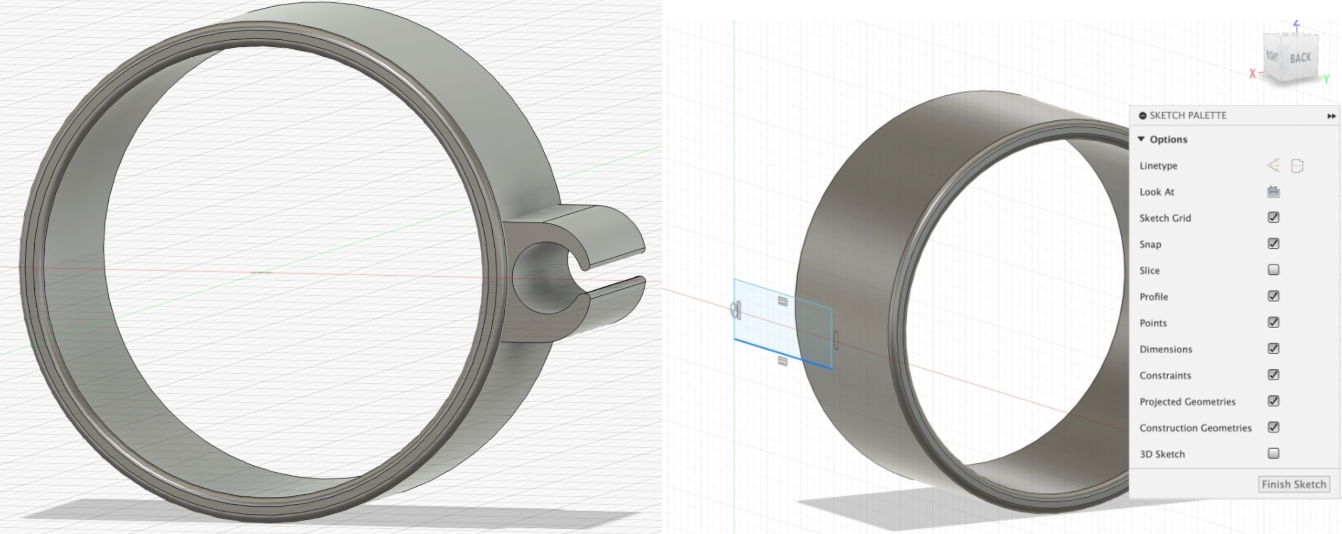 Z
RIGHT
BACK
X
Y
SKETCH PALETTE
Options
Linetype
Look At
Sketch Grid
Snap
Slice
Profile
Points
Dimensions
Constraints
Projected Geometries
Construction Geometries
3D Sketch
Finish Sketch